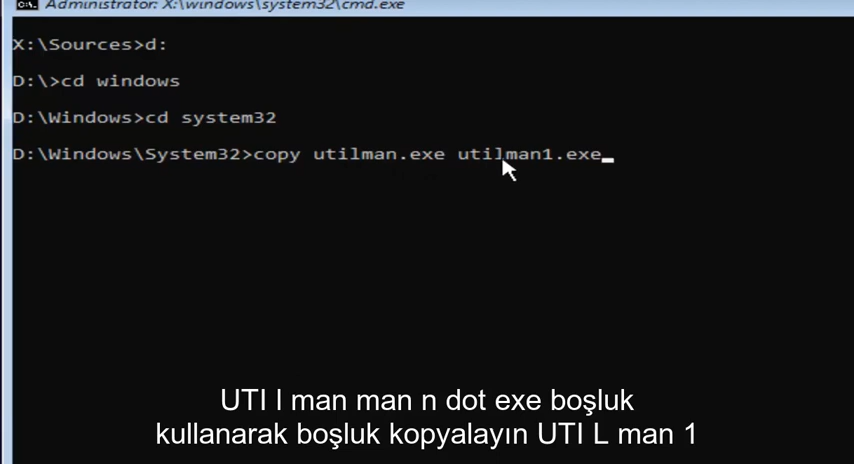 Administrator: X:\windows\system32\cmd.exe
X:\Sources>d:
D:\>cd windows
D:\Windows>cd system32
D:\Windows\System32>copy utilman.exe utilman1.exe_
UTI l man man n dot exe boşluk
kullanarak boşluk kopyalayın UTI L man 1